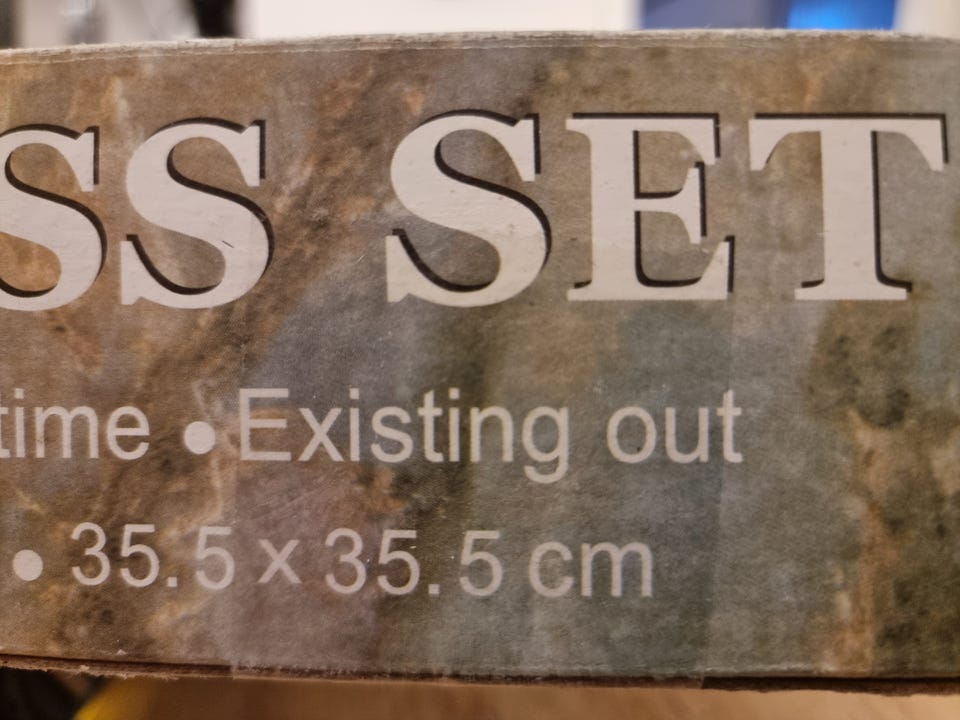 SS SET
time • Existing out
• 35.5 x 35.5 cm